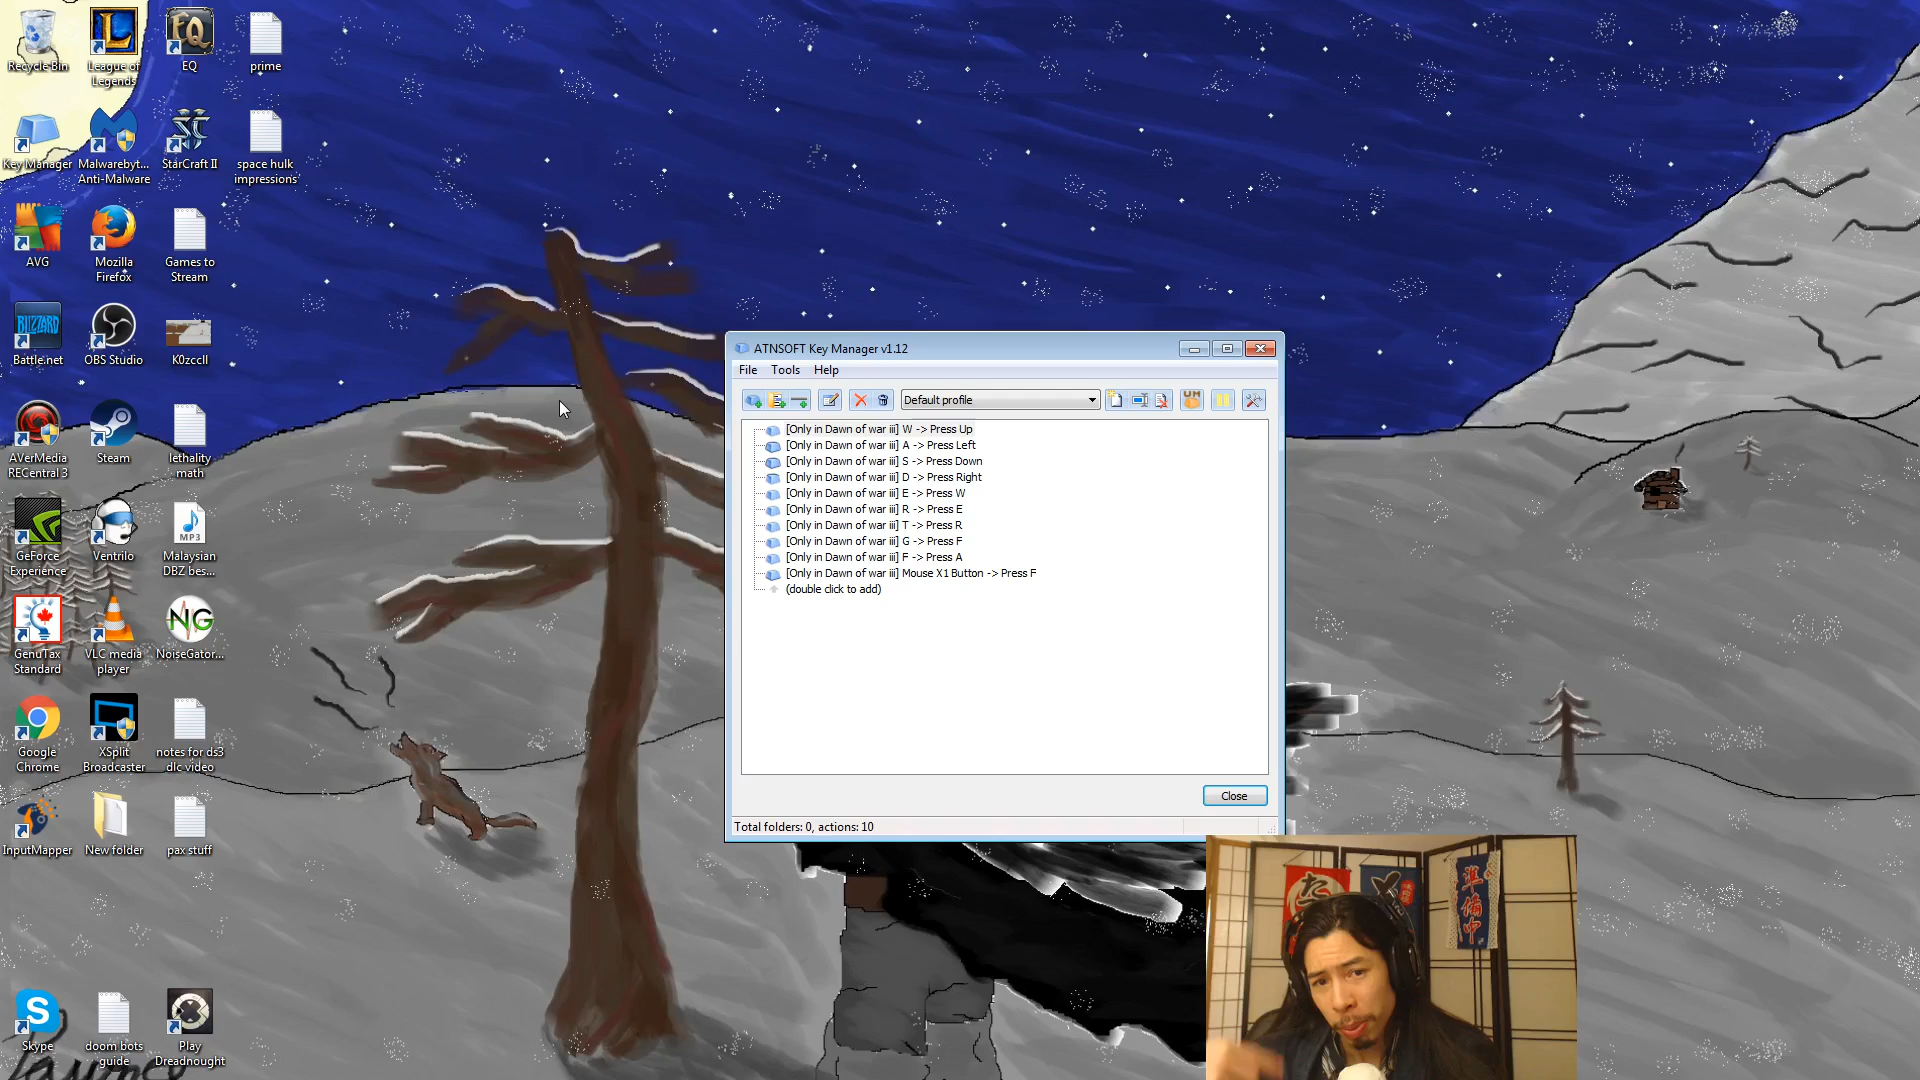 Recycle Bin
League of
Legends
EQ
prime
Key Manager
Malwarebyt...
Anti-Malware
StarCraft II
space hulk
impressions
AVG
Mozilla
Firefox
Games to
Stream
BLIZZARD
Battle.net
OBS Studio
K0zccll
AVerMedia
RECentral 3
Steam
lethality
math
GeForce
Experience
Ventrilo
MP3
Malaysian
DBZ bes...
GenuTax
Standard
VLC media
player
NG
NoiseGator...
Google
Chrome
XSplit
Broadcaster
notes for ds3
dlc video
InputMapper
New folder
pax stuff
Skype
doom bots
guide
Play
Dreadnought
ATNSOFT Key Manager v1.12
File Tools Help
Default profile
UM
[Only in Dawn of war iii] W -> Press Up
[Only in Dawn of war iii] A -> Press Left
[Only in Dawn of war iii] S -> Press Down
[Only in Dawn of war iii] D -> Press Right
[Only in Dawn of war iii] E -> Press W
[Only in Dawn of war iii] R -> Press E
[Only in Dawn of war iii] T -> Press R
[Only in Dawn of war iii] G -> Press F
[Only in Dawn of war iii] F -> Press A
[Only in Dawn of war iii] Mouse X1 Button -> Press F
(double click to add)
Close
Total folders: 0, actions: 10
準備中